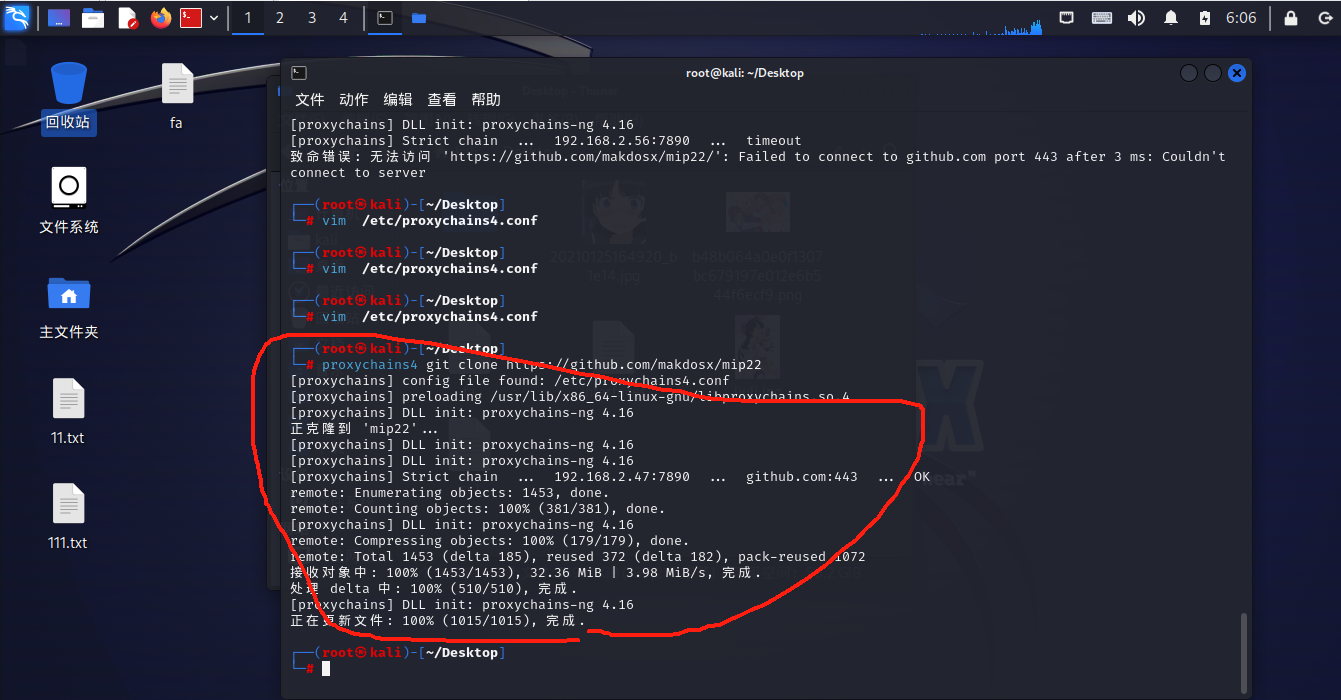 1 2 3 4 6:06
回收站
fa
文件系统
主文件夹
11.txt
111.txt
root@kali: ~/Desktop
文件 动作 编辑 查看 帮助
[proxychains] DLL init: proxychains-ng 4.16
[proxychains] Strict chain ... 192.168.2.56:7890 ... timeout
致命错误: 无法访问 'https://github.com/makdosx/mip22/': Failed to connect to github.com port 443 after 3 ms: Couldn't
connect to server
┌──(root㉿kali)-[~/Desktop]
└─# vim /etc/proxychains4.conf
┌──(root㉿kali)-[~/Desktop]
└─# vim /etc/proxychains4.conf
┌──(root㉿kali)-[~/Desktop]
└─# vim /etc/proxychains4.conf
┌──(root㉿kali)-[~/Desktop]
└─# proxychains4 git clone https://github.com/makdosx/mip22
[proxychains] config file found: /etc/proxychains4.conf
[proxychains] preloading /usr/lib/x86_64-linux-gnu/libproxychains.so.4
[proxychains] DLL init: proxychains-ng 4.16
正克隆到 'mip22'...
[proxychains] DLL init: proxychains-ng 4.16
[proxychains] DLL init: proxychains-ng 4.16
[proxychains] Strict chain ... 192.168.2.47:7890 ... github.com:443 ... OK
remote: Enumerating objects: 1453, done.
remote: Counting objects: 100% (381/381), done.
[proxychains] DLL init: proxychains-ng 4.16
remote: Compressing objects: 100% (179/179), done.
remote: Total 1453 (delta 185), reused 372 (delta 182), pack-reused 1072
接收对象中: 100% (1453/1453), 32.36 MiB | 3.98 MiB/s, 完成.
处理 delta 中: 100% (510/510), 完成.
[proxychains] DLL init: proxychains-ng 4.16
正在更新文件: 100% (1015/1015), 完成.
┌──(root㉿kali)-[~/Desktop]
└─#